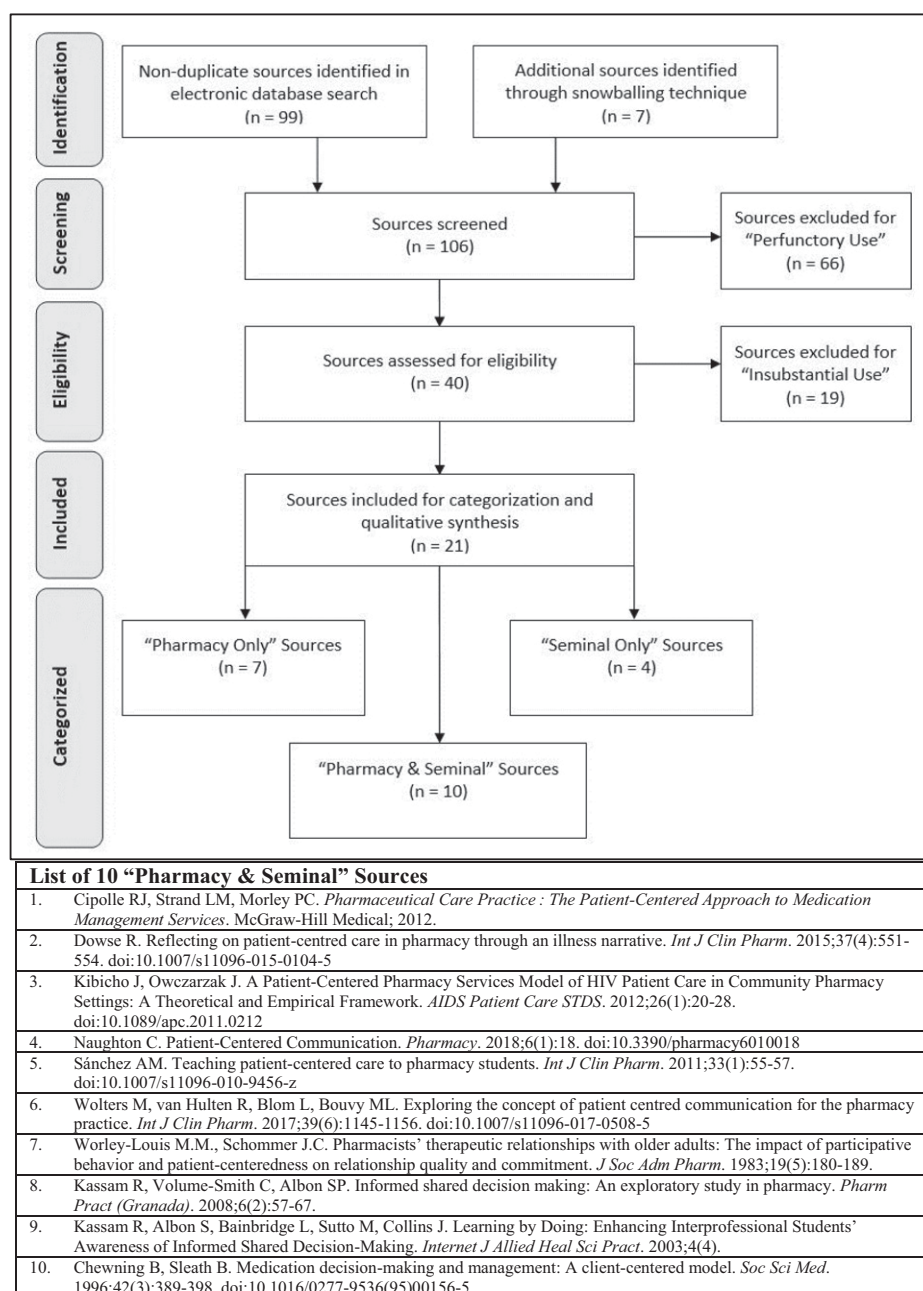 Identification
Non-duplicate sources identified in
electronic database search
(n = 99)
Additional sources identified
through snowballing technique
(n = 7)
Screening
Sources screened
(n = 106)
Sources excluded for
“Perfunctory Use”
(n = 66)
Eligibility
Sources assessed for eligibility
(n = 40)
Sources excluded for
“Insubstantial Use”
(n = 19)
Included
Sources included for categorization and
qualitative synthesis
(n = 21)
Categorized
“Pharmacy Only” Sources
(n = 7)
“Seminal Only” Sources
(n = 4)
“Pharmacy & Seminal” Sources
(n = 10)
List of 10 “Pharmacy & Seminal” Sources
1. Cipolle RJ, Strand LM, Morley PC. Pharmaceutical Care Practice : The Patient-Centered Approach to Medication
Management Services. McGraw-Hill Medical; 2012.
2. Dowse R. Reflecting on patient-centred care in pharmacy through an illness narrative. Int J Clin Pharm. 2015;37(4):551-
554. doi:10.1007/s11096-015-0104-5
3. Kibicho J, Owczarzak J. A Patient-Centered Pharmacy Services Model of HIV Patient Care in Community Pharmacy
Settings: A Theoretical and Empirical Framework. AIDS Patient Care STDS. 2012;26(1):20-28.
doi:10.1089/apc.2011.0212
4. Naughton C. Patient-Centered Communication. Pharmacy. 2018;6(1):18. doi:10.3390/pharmacy6010018
5. Sánchez AM. Teaching patient-centered care to pharmacy students. Int J Clin Pharm. 2011;33(1):55-57.
doi:10.1007/s11096-010-9456-z
6. Wolters M, van Hulten R, Blom L, Bouvy ML. Exploring the concept of patient centred communication for the pharmacy
practice. Int J Clin Pharm. 2017;39(6):1145-1156. doi:10.1007/s11096-017-0508-5
7. Worley-Louis M.M., Schommer J.C. Pharmacists’ therapeutic relationships with older adults: The impact of participative
behavior and patient-centeredness on relationship quality and commitment. J Soc Adm Pharm. 1983;19(5):180-189.
8. Kassam R, Volume-Smith C, Albon SP. Informed shared decision making: An exploratory study in pharmacy. Pharm
Pract (Granada). 2008;6(2):57-67.
9. Kassam R, Albon S, Bainbridge L, Sutto M, Collins J. Learning by Doing: Enhancing Interprofessional Students’
Awareness of Informed Shared Decision-Making. Internet J Allied Heal Sci Pract. 2003;4(4).
10. Chewning B, Sleath B. Medication decision-making and management: A client-centered model. Soc Sci Med.
1996;42(3):389-398. doi:10.1016/0277-9536(95)00156-5